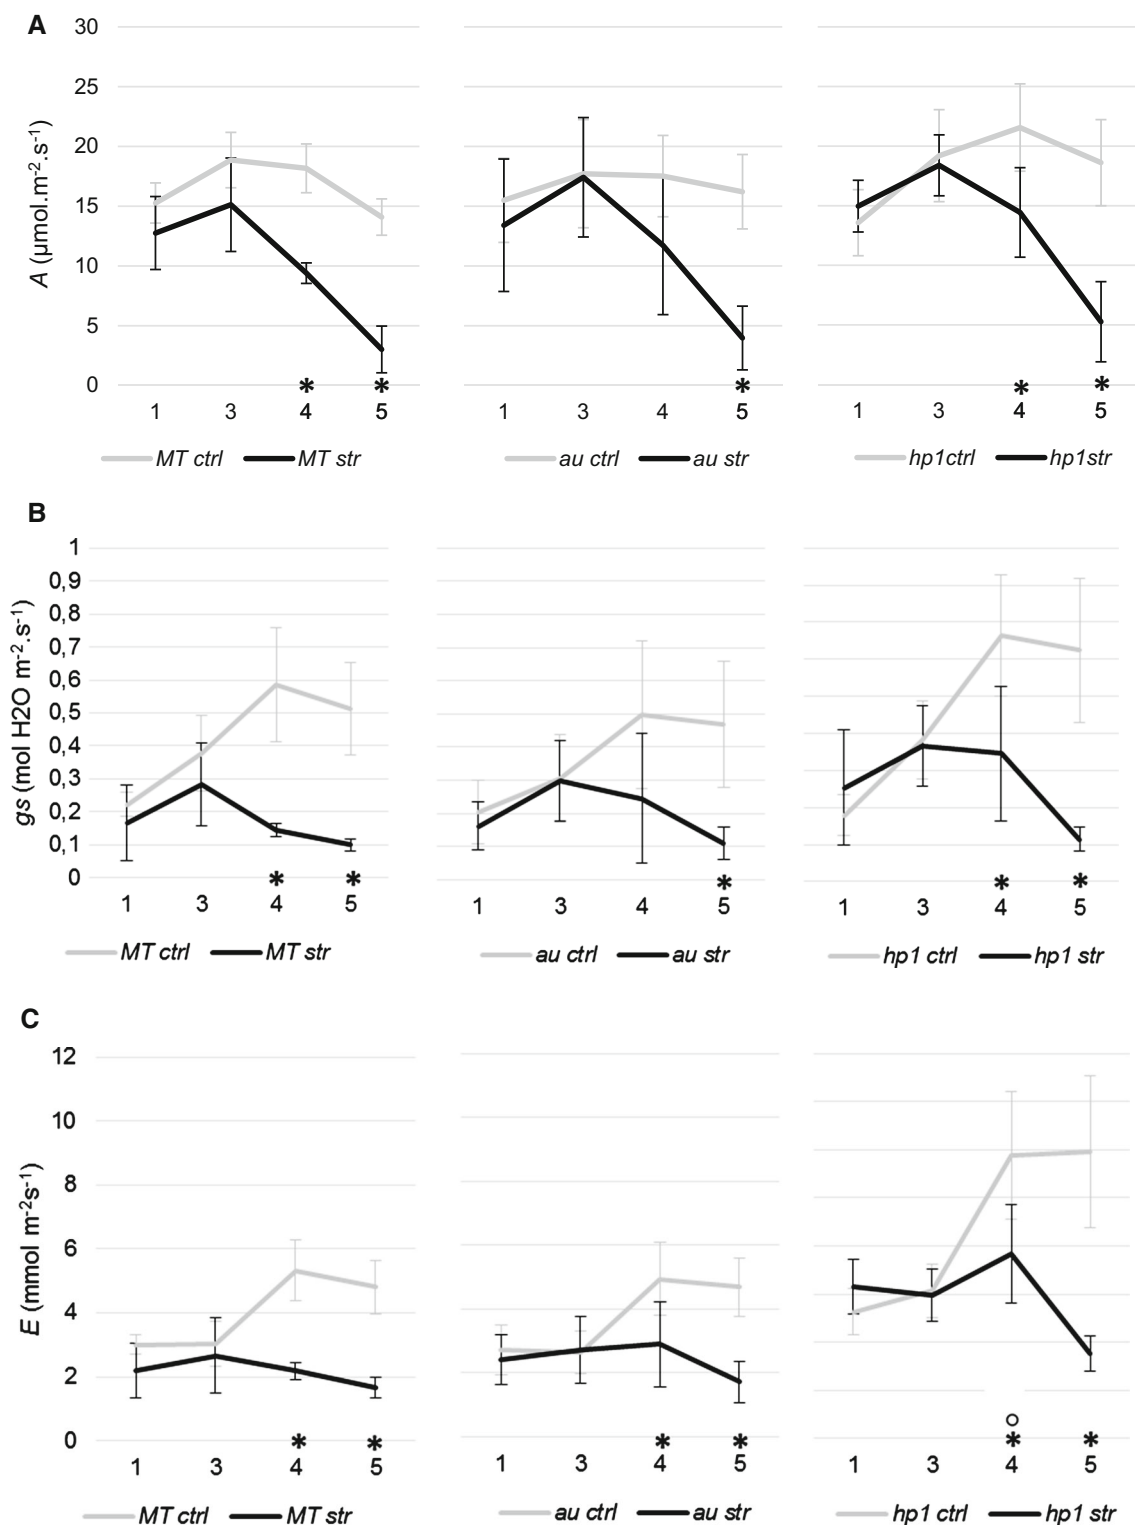 A
30
25
20
15
10
5
0
A (µmol.m-2.s-1)
* * * * *
1 3 4 5 1 3 4 5 1 3 4 5
MT ctrl MT str au ctrl au str hp1ctrl hp1str
B
1
0,9
0,8
0,7
0,6
0,5
0,4
0,3
0,2
0,1
0
gs (mol H2O m-2.s-1)
* * * * *
1 3 4 5 1 3 4 5 1 3 4 5
MT ctrl MT str au ctrl au str hp1 ctrl hp1 str
C
12
10
8
6
4
2
0
E (mmol m-2s-1)
°
* * * * * *
1 3 4 5 1 3 4 5 1 3 4 5
MT ctrl MT str au ctrl au str hp1 ctrl hp1 str